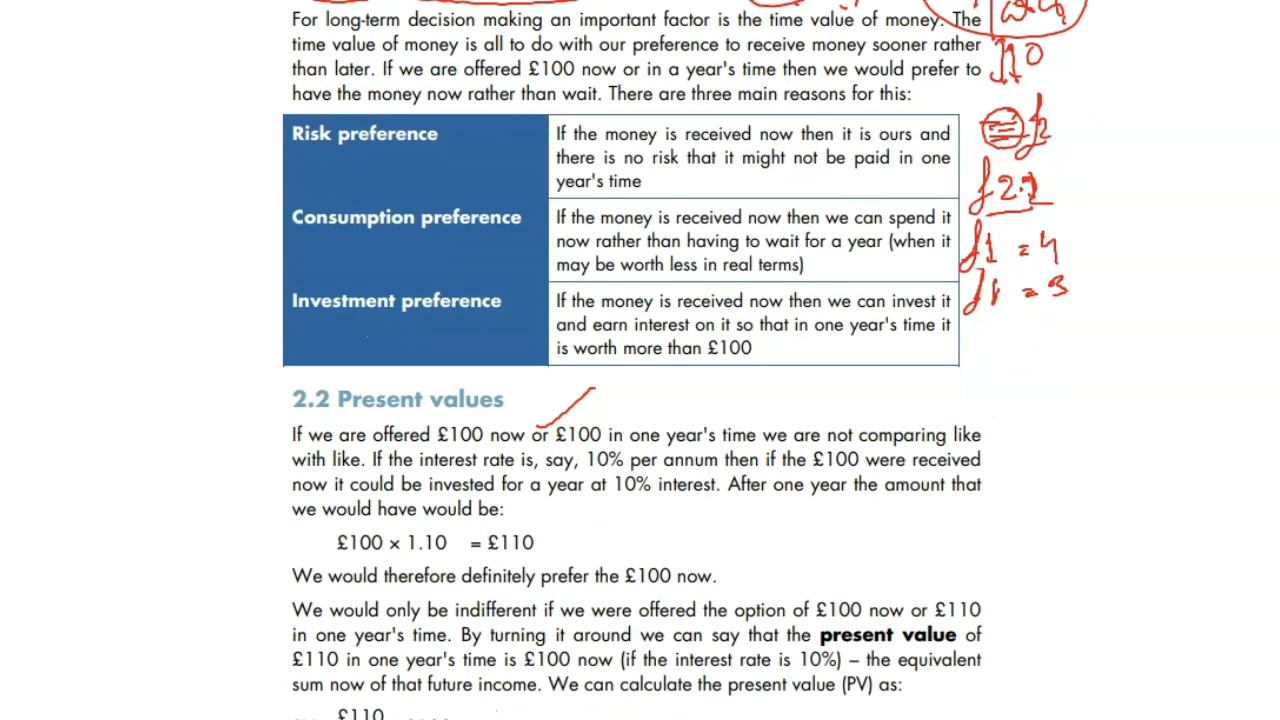 For long-term decision making an important factor is the time value of money. The
time value of money is all to do with our preference to receive money sooner rather
than later. If we are offered £100 now or in a year's time then we would prefer to
have the money now rather than wait. There are three main reasons for this:
Risk preference
If the money is received now then it is ours and
there is no risk that it might not be paid in one
year's time
Consumption preference
If the money is received now then we can spend it
now rather than having to wait for a year (when it
may be worth less in real terms)
Investment preference
If the money is received now then we can invest it
and earn interest on it so that in one year's time it
is worth more than £100
£2
£2.2
£1 = 4
£1 = 3
2.2 Present values
If we are offered £100 now or £100 in one year's time we are not comparing like
with like. If the interest rate is, say, 10% per annum then if the £100 were received
now it could be invested for a year at 10% interest. After one year the amount that
we would have would be:
£100 × 1.10 = £110
We would therefore definitely prefer the £100 now.
We would only be indifferent if we were offered the option of £100 now or £110
in one year's time. By turning it around we can say that the present value of
£110 in one year's time is £100 now (if the interest rate is 10%) – the equivalent
sum now of that future income. We can calculate the present value (PV) as:
£110